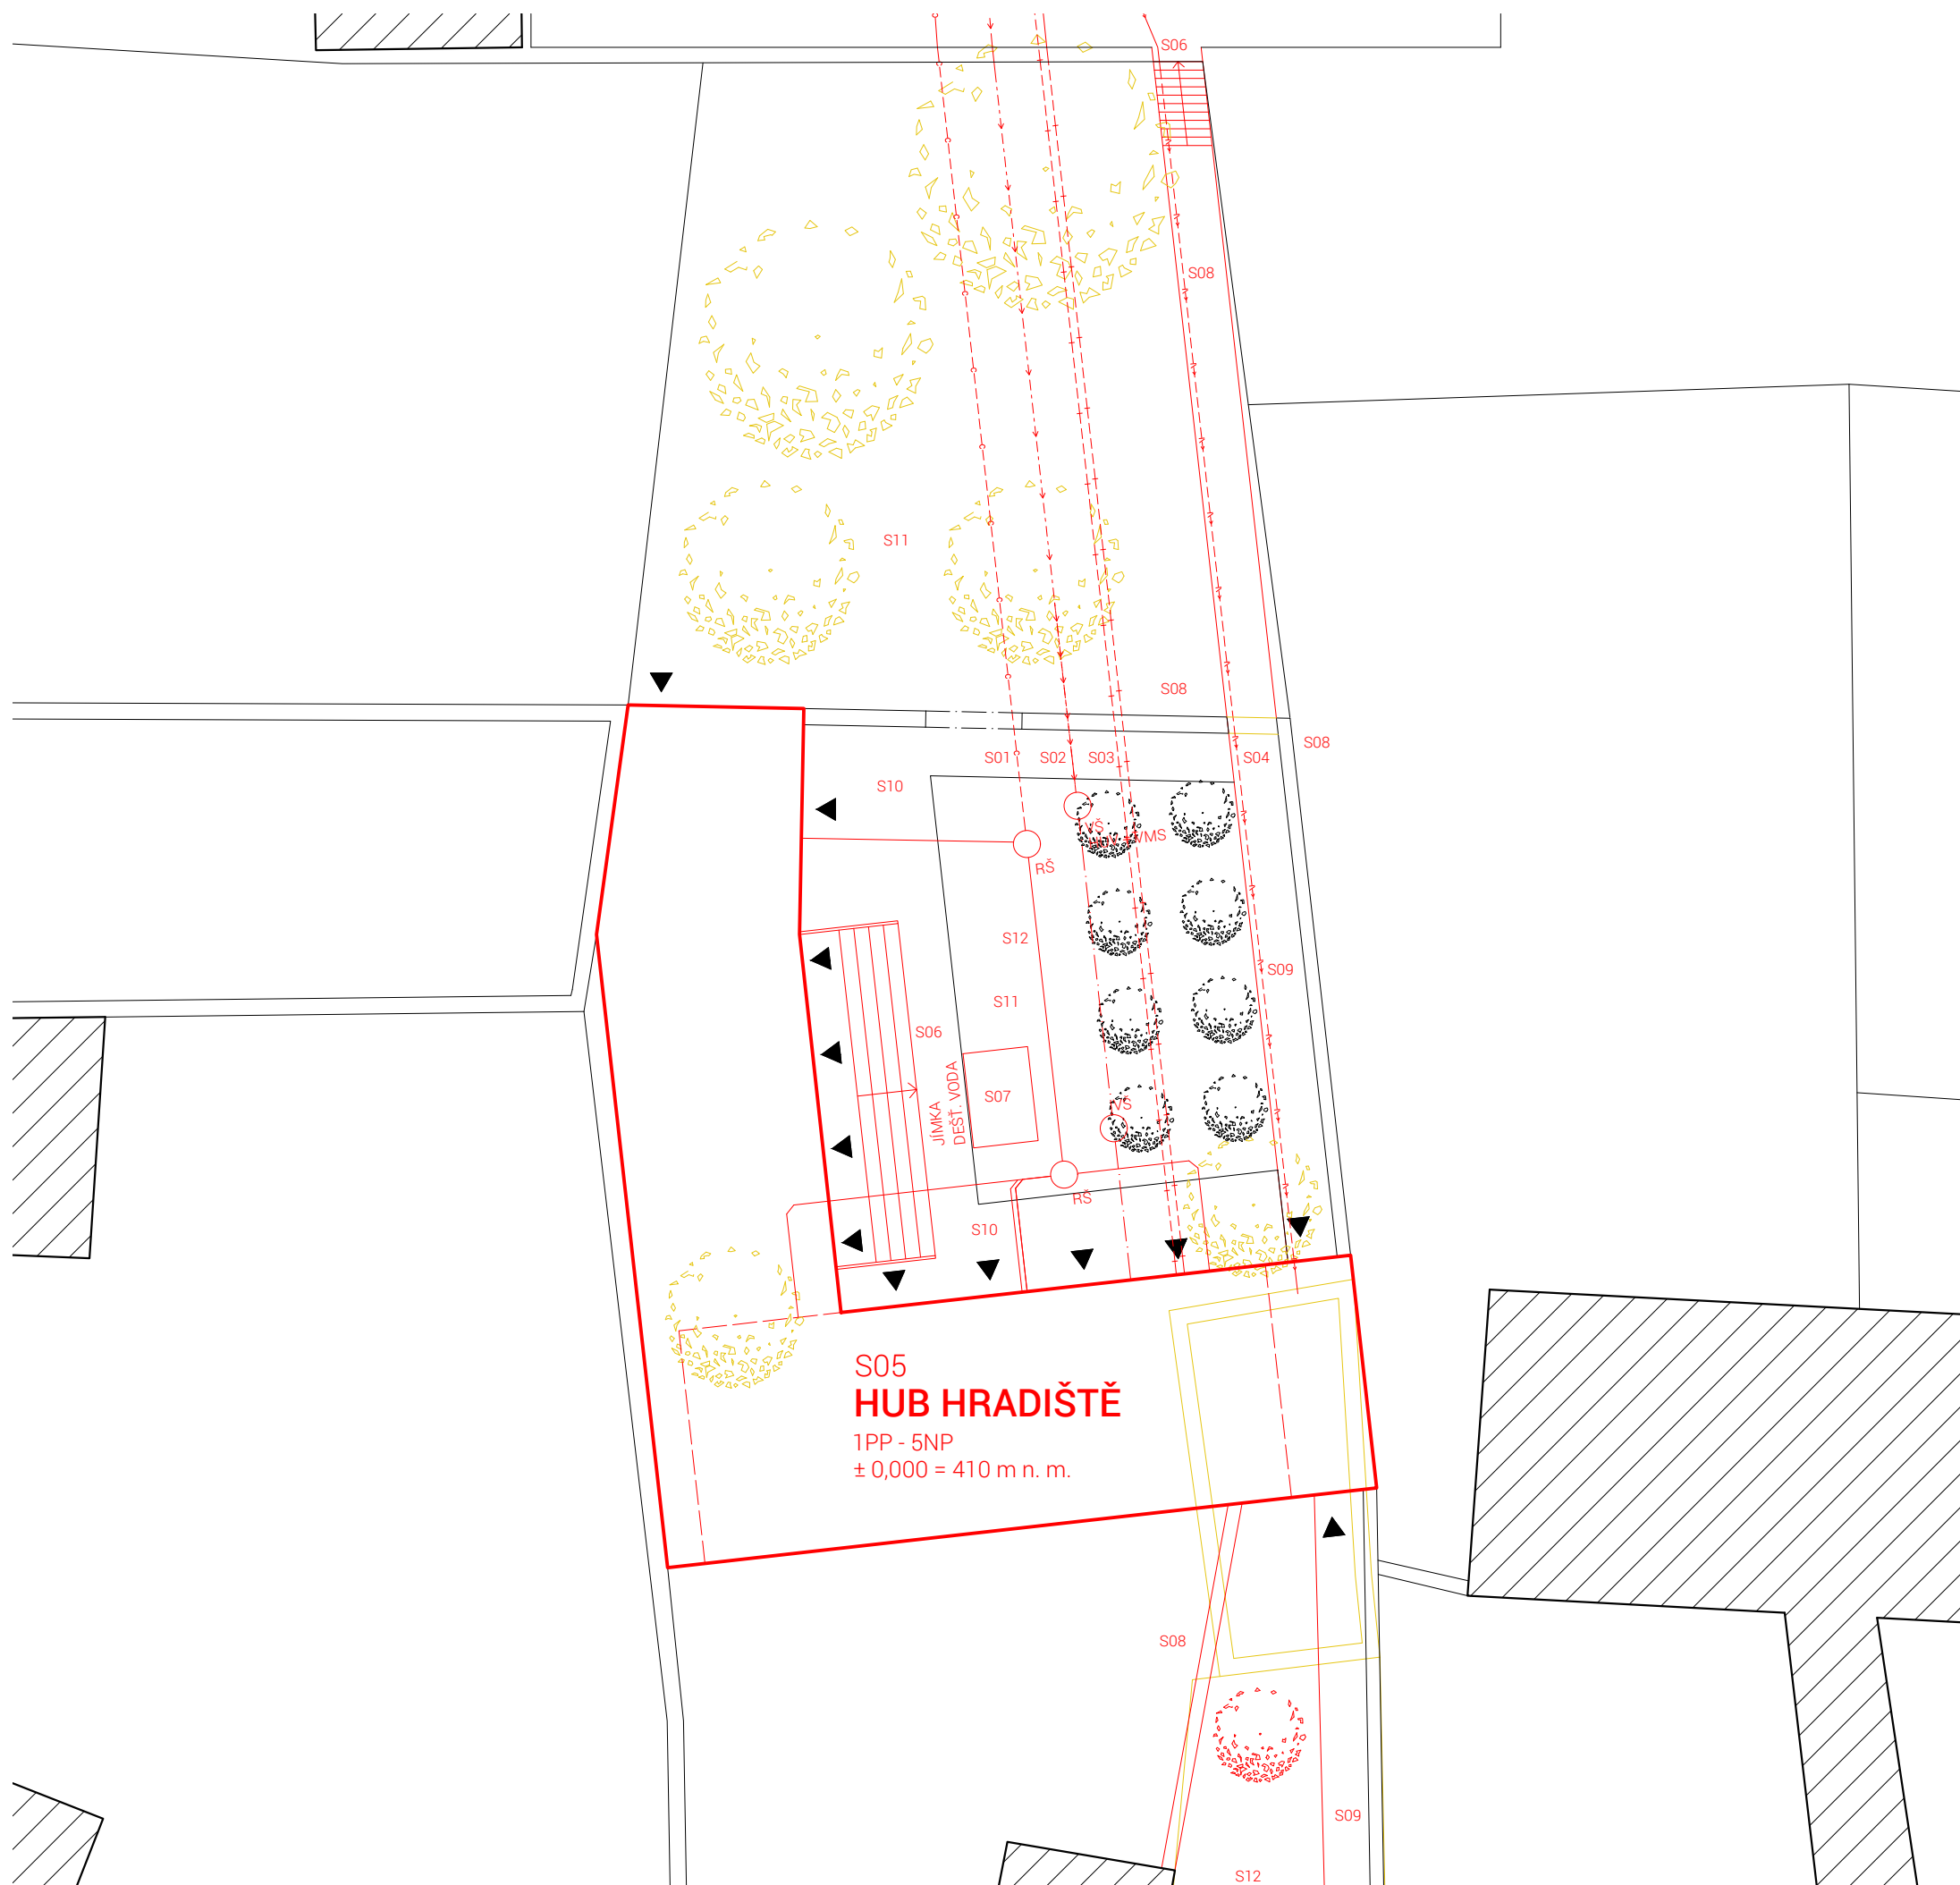 S06
S08
S11
S08
S08
S01
S02
S03
S04
S10
VŠ
VMS
RŠ
S12
S09
S11
S06
JÍMKA
DEŠŤ. VODA
S07
VŠ
RŠ
S10
S05
HUB HRADIŠTĚ
1PP - 5NP
± 0,000 = 410 m n. m.
S08
S09
S12